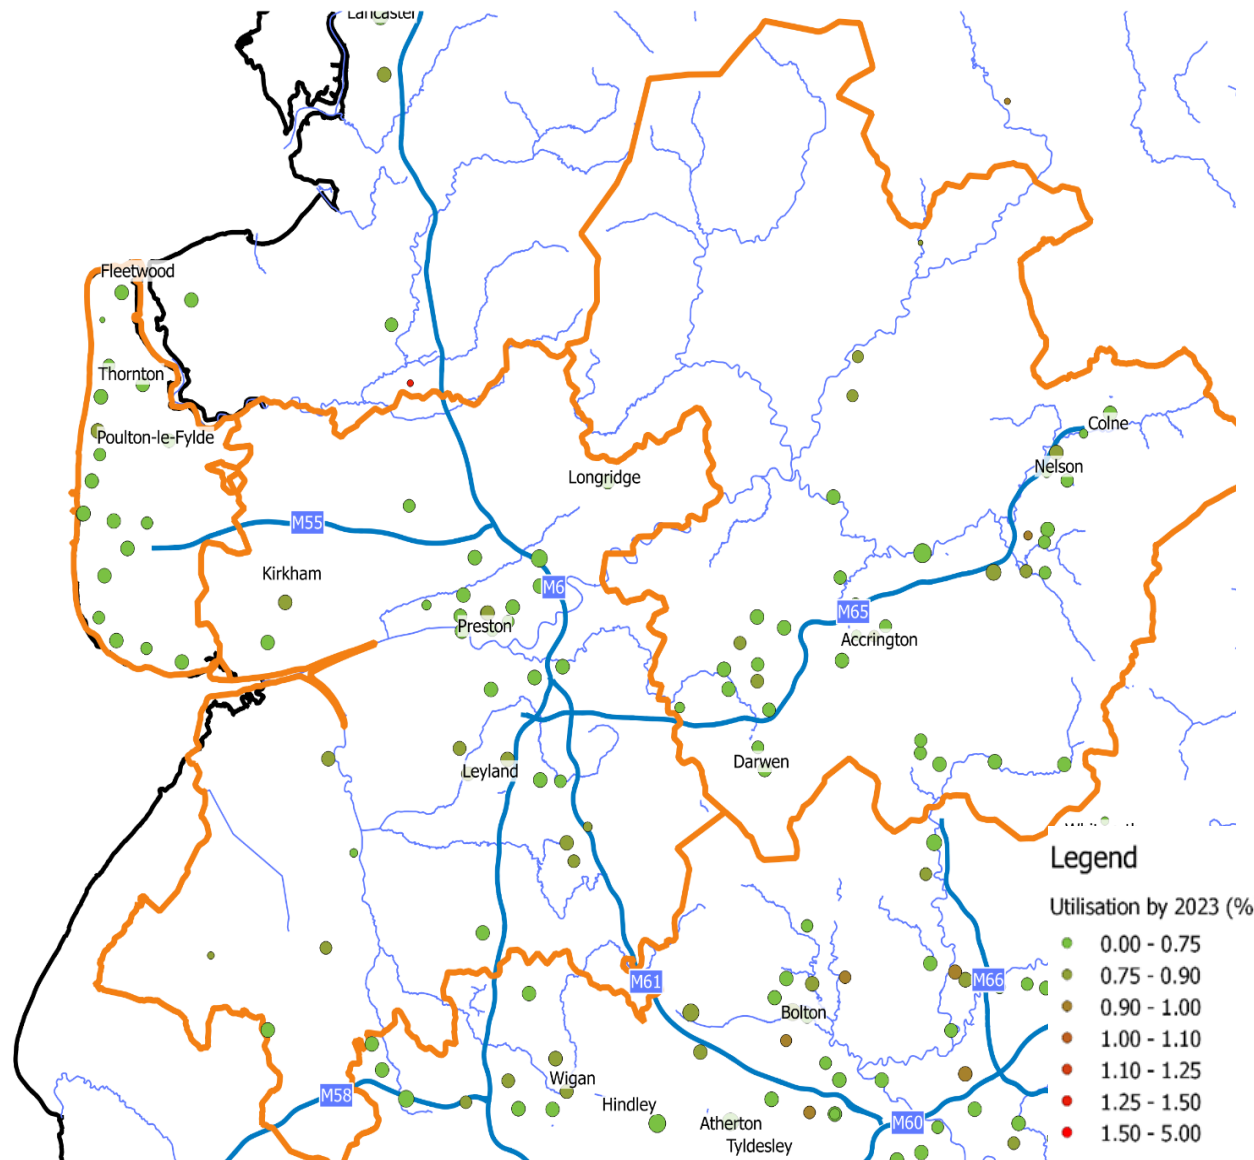 Lancaster
Fleetwood
Thornton
Poulton-le-Fylde
Colne
Nelson
Longridge
M55
Kirkham
M6
M65
Preston
Accrington
Darwen
Leyland
Legend
Utilisation by 2023 (%
0.00 - 0.75
0.75 - 0.90
0.90 - 1.00
1.00 - 1.10
1.10 - 1.25
1.25 - 1.50
1.50 - 5.00
M61
M66
Bolton
Wigan
M58
Hindley
Atherton
M60
Tyldesley